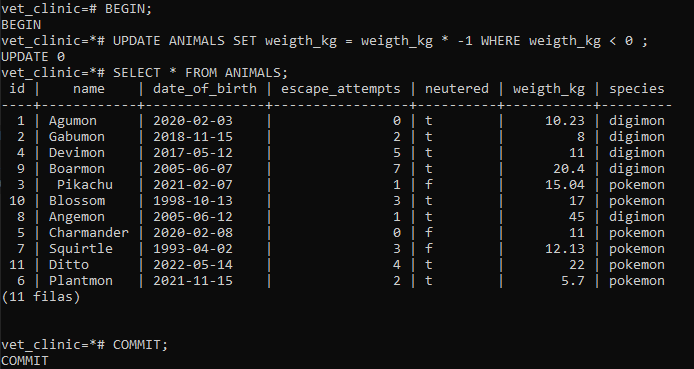 vet_clinic=# BEGIN;
BEGIN
vet_clinic=*# UPDATE ANIMALS SET weigth_kg = weigth_kg * -1 WHERE weigth_kg < 0 ;
UPDATE 0
vet_clinic=*# SELECT * FROM ANIMALS;
 id |    name    | date_of_birth | escape_attempts | neutered | weigth_kg | species
----+------------+---------------+-----------------+----------+-----------+---------
  1 | Agumon     | 2020-02-03    |               0 | t        |     10.23 | digimon
  2 | Gabumon    | 2018-11-15    |               2 | t        |         8 | digimon
  4 | Devimon    | 2017-05-12    |               5 | t        |        11 | digimon
  9 | Boarmon    | 2005-06-07    |               7 | t        |      20.4 | digimon
  3 |  Pikachu   | 2021-02-07    |               1 | f        |     15.04 | pokemon
 10 | Blossom    | 1998-10-13    |               3 | t        |        17 | pokemon
  8 | Angemon    | 2005-06-12    |               1 | t        |        45 | digimon
  5 | Charmander | 2020-02-08    |               0 | f        |        11 | pokemon
  7 | Squirtle   | 1993-04-02    |               3 | f        |     12.13 | pokemon
 11 | Ditto      | 2022-05-14    |               4 | t        |        22 | pokemon
  6 | Plantmon   | 2021-11-15    |               2 | t        |       5.7 | pokemon
(11 filas)
vet_clinic=*# COMMIT;
COMMIT